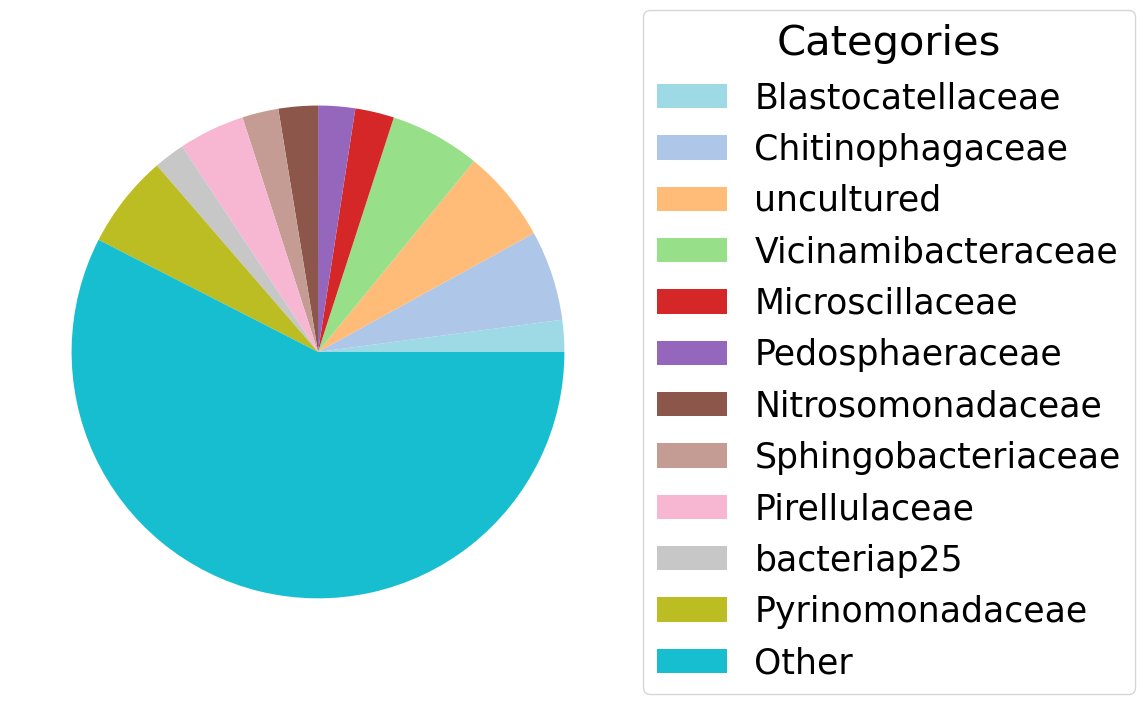 Categories
Blastocatellaceae
Chitinophagaceae
uncultured
Vicinamibacteraceae
Microscillaceae
Pedosphaeraceae
Nitrosomonadaceae
Sphingobacteriaceae
Pirellulaceae
bacteriap25
Pyrinomonadaceae
Other